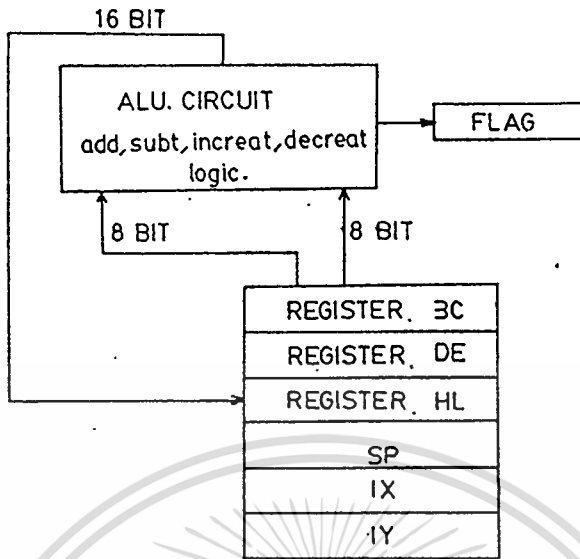 16 BIT
ALU. CIRCUIT
add, subt, increat, decreat
logic.
FLAG
8 BIT
8 BIT
REGISTER. BC
REGISTER. DE
REGISTER. HL
SP
IX
IY